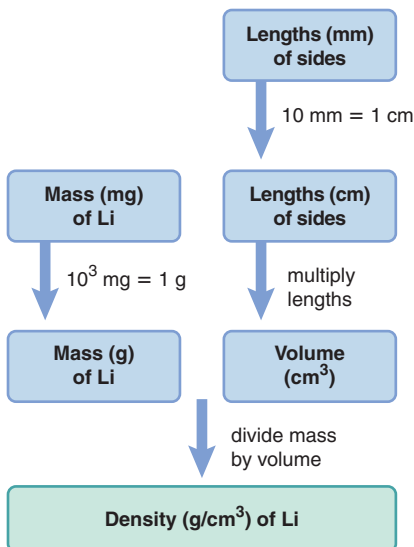 Lengths (mm)
of sides
10 mm = 1 cm
Mass (mg)
of Li
Lengths (cm)
of sides
10³ mg = 1 g
multiply
lengths
Mass (g)
of Li
Volume
(cm³)
divide mass
by volume
Density (g/cm³) of Li